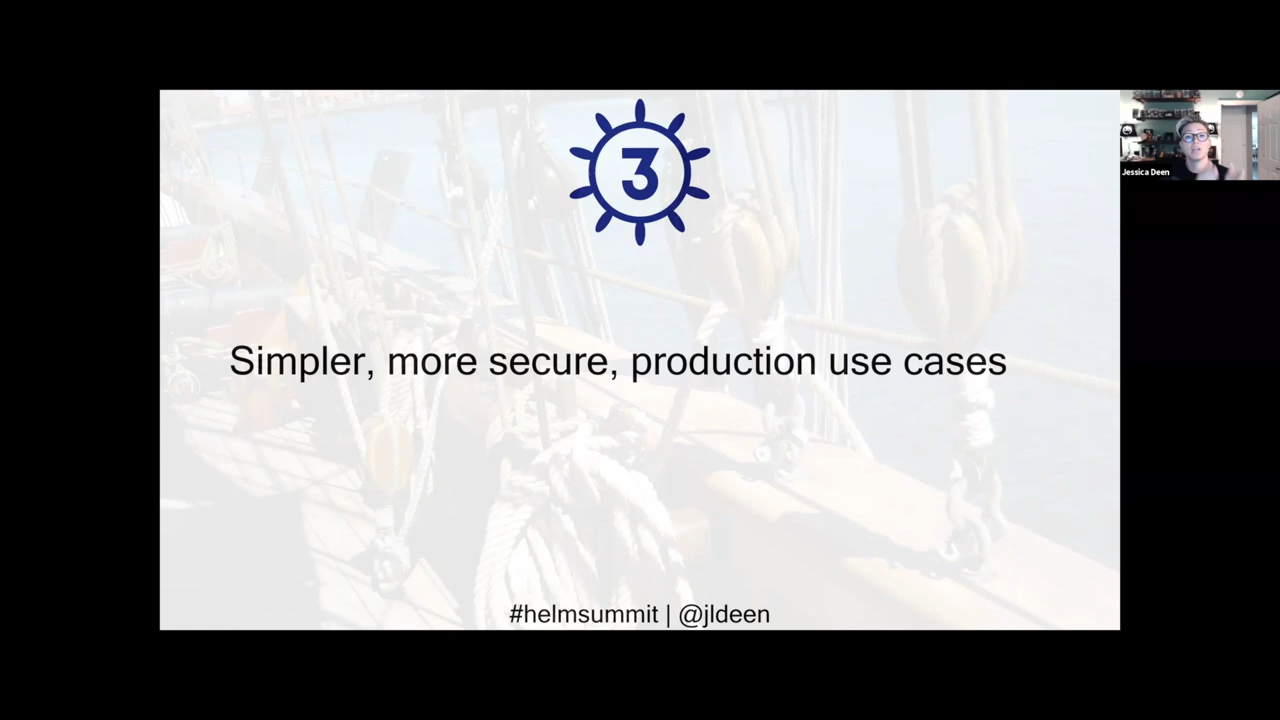 3
Jessica Deen
Simpler, more secure, production use cases
#helmsummit | @jldeen